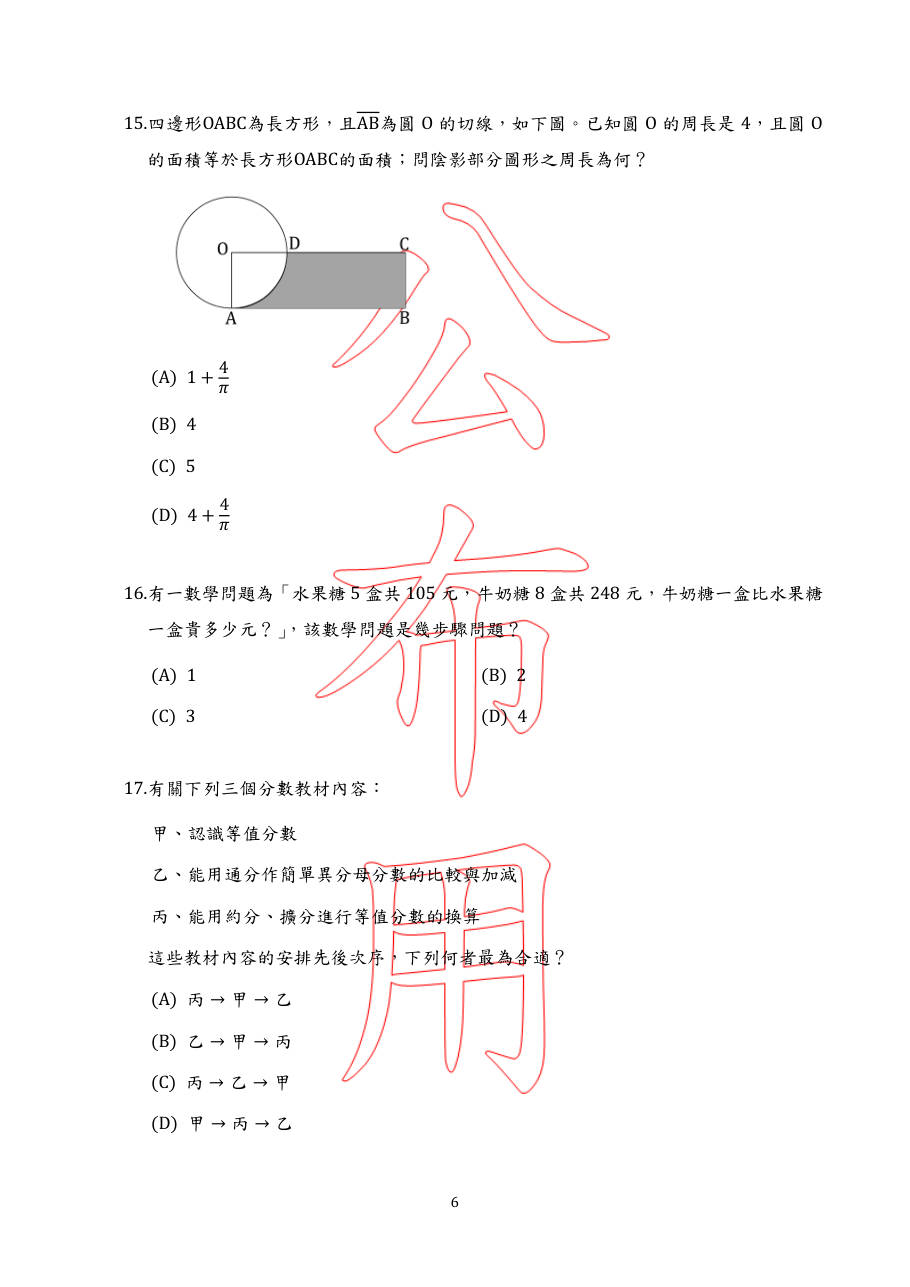 15.四邊形OABC為長方形，且AB為圓 O 的切線，如下圖。已知圓 O 的周長是 4，且圓 O
的面積等於長方形OABC的面積；問陰影部分圖形之周長為何？
O D C
A B
(A) 1 + 4/π
(B) 4
(C) 5
(D) 4 + 4/π
16.有一數學問題為「水果糖 5 盒共 105 元，牛奶糖 8 盒共 248 元，牛奶糖一盒比水果糖
一盒貴多少元？」，該數學問題是幾步驟問題？
(A) 1 (B) 2
(C) 3 (D) 4
17.有關下列三個分數教材內容：
甲、認識等值分數
乙、能用通分作簡單異分母分數的比較與加減
丙、能用約分、擴分進行等值分數的換算
這些教材內容的安排先後次序，下列何者最為合適？
(A) 丙 → 甲 → 乙
(B) 乙 → 甲 → 丙
(C) 丙 → 乙 → 甲
(D) 甲 → 丙 → 乙
公布用
6